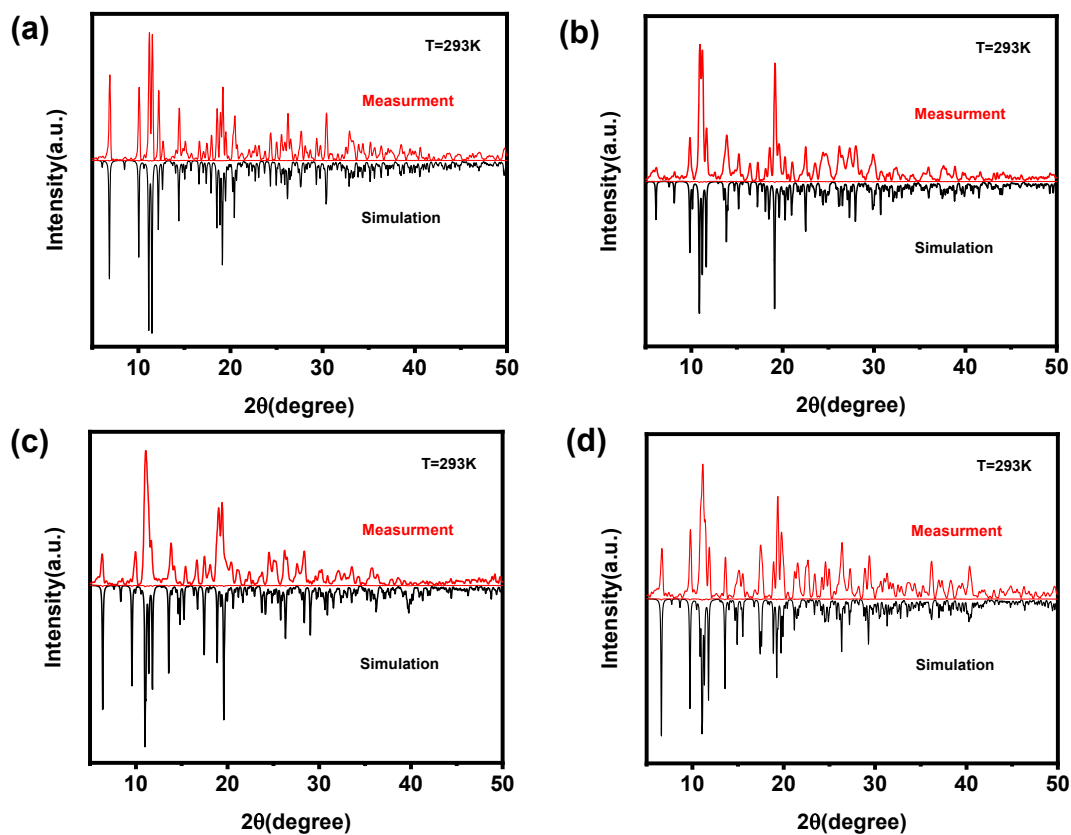 (a)
T=293K
Measurment
Simulation
Intensity(a.u.)
10 20 30 40 50
2θ(degree)
(b)
T=293K
Measurment
Simulation
Intensity(a.u.)
10 20 30 40 50
2θ(degree)
(c)
T=293K
Measurment
Simulation
Intensity(a.u.)
10 20 30 40 50
2θ(degree)
(d)
T=293K
Measurment
Simulation
Intensity(a.u.)
10 20 30 40 50
2θ(degree)